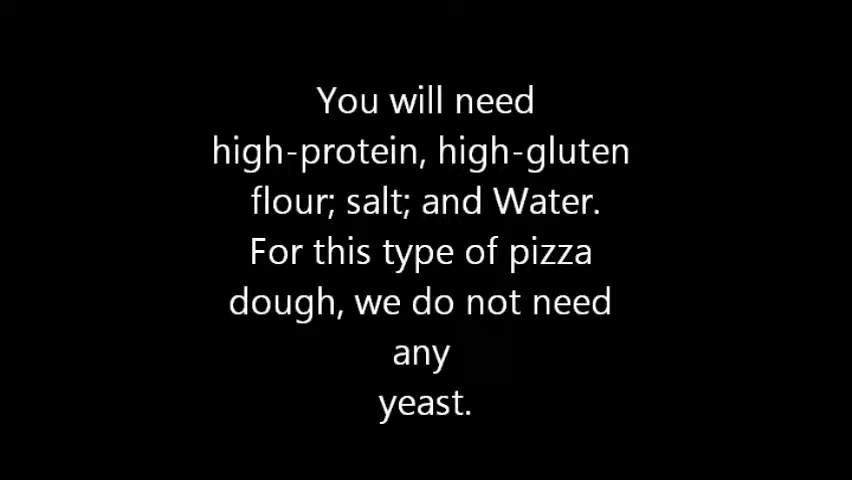 You will need
high-protein, high-gluten
flour; salt; and Water.
For this type of pizza
dough, we do not need
any
yeast.